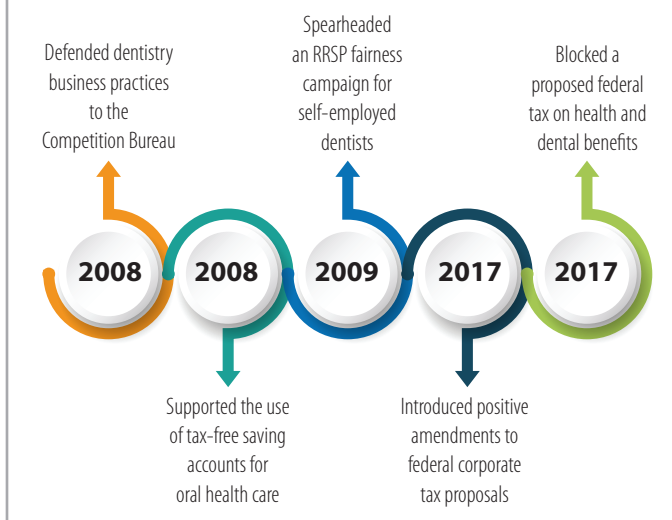 Defended dentistry
business practices
to the
Competition Bureau
2008
2008
Supported the use
of tax-free saving
accounts for
oral health care
Spearheaded
an RRSP fairness
campaign for
self-employed
dentists
2009
2017
Introduced positive
amendments to
federal corporate
tax proposals
Blocked a
proposed federal
tax on health and
dental benefits
2017